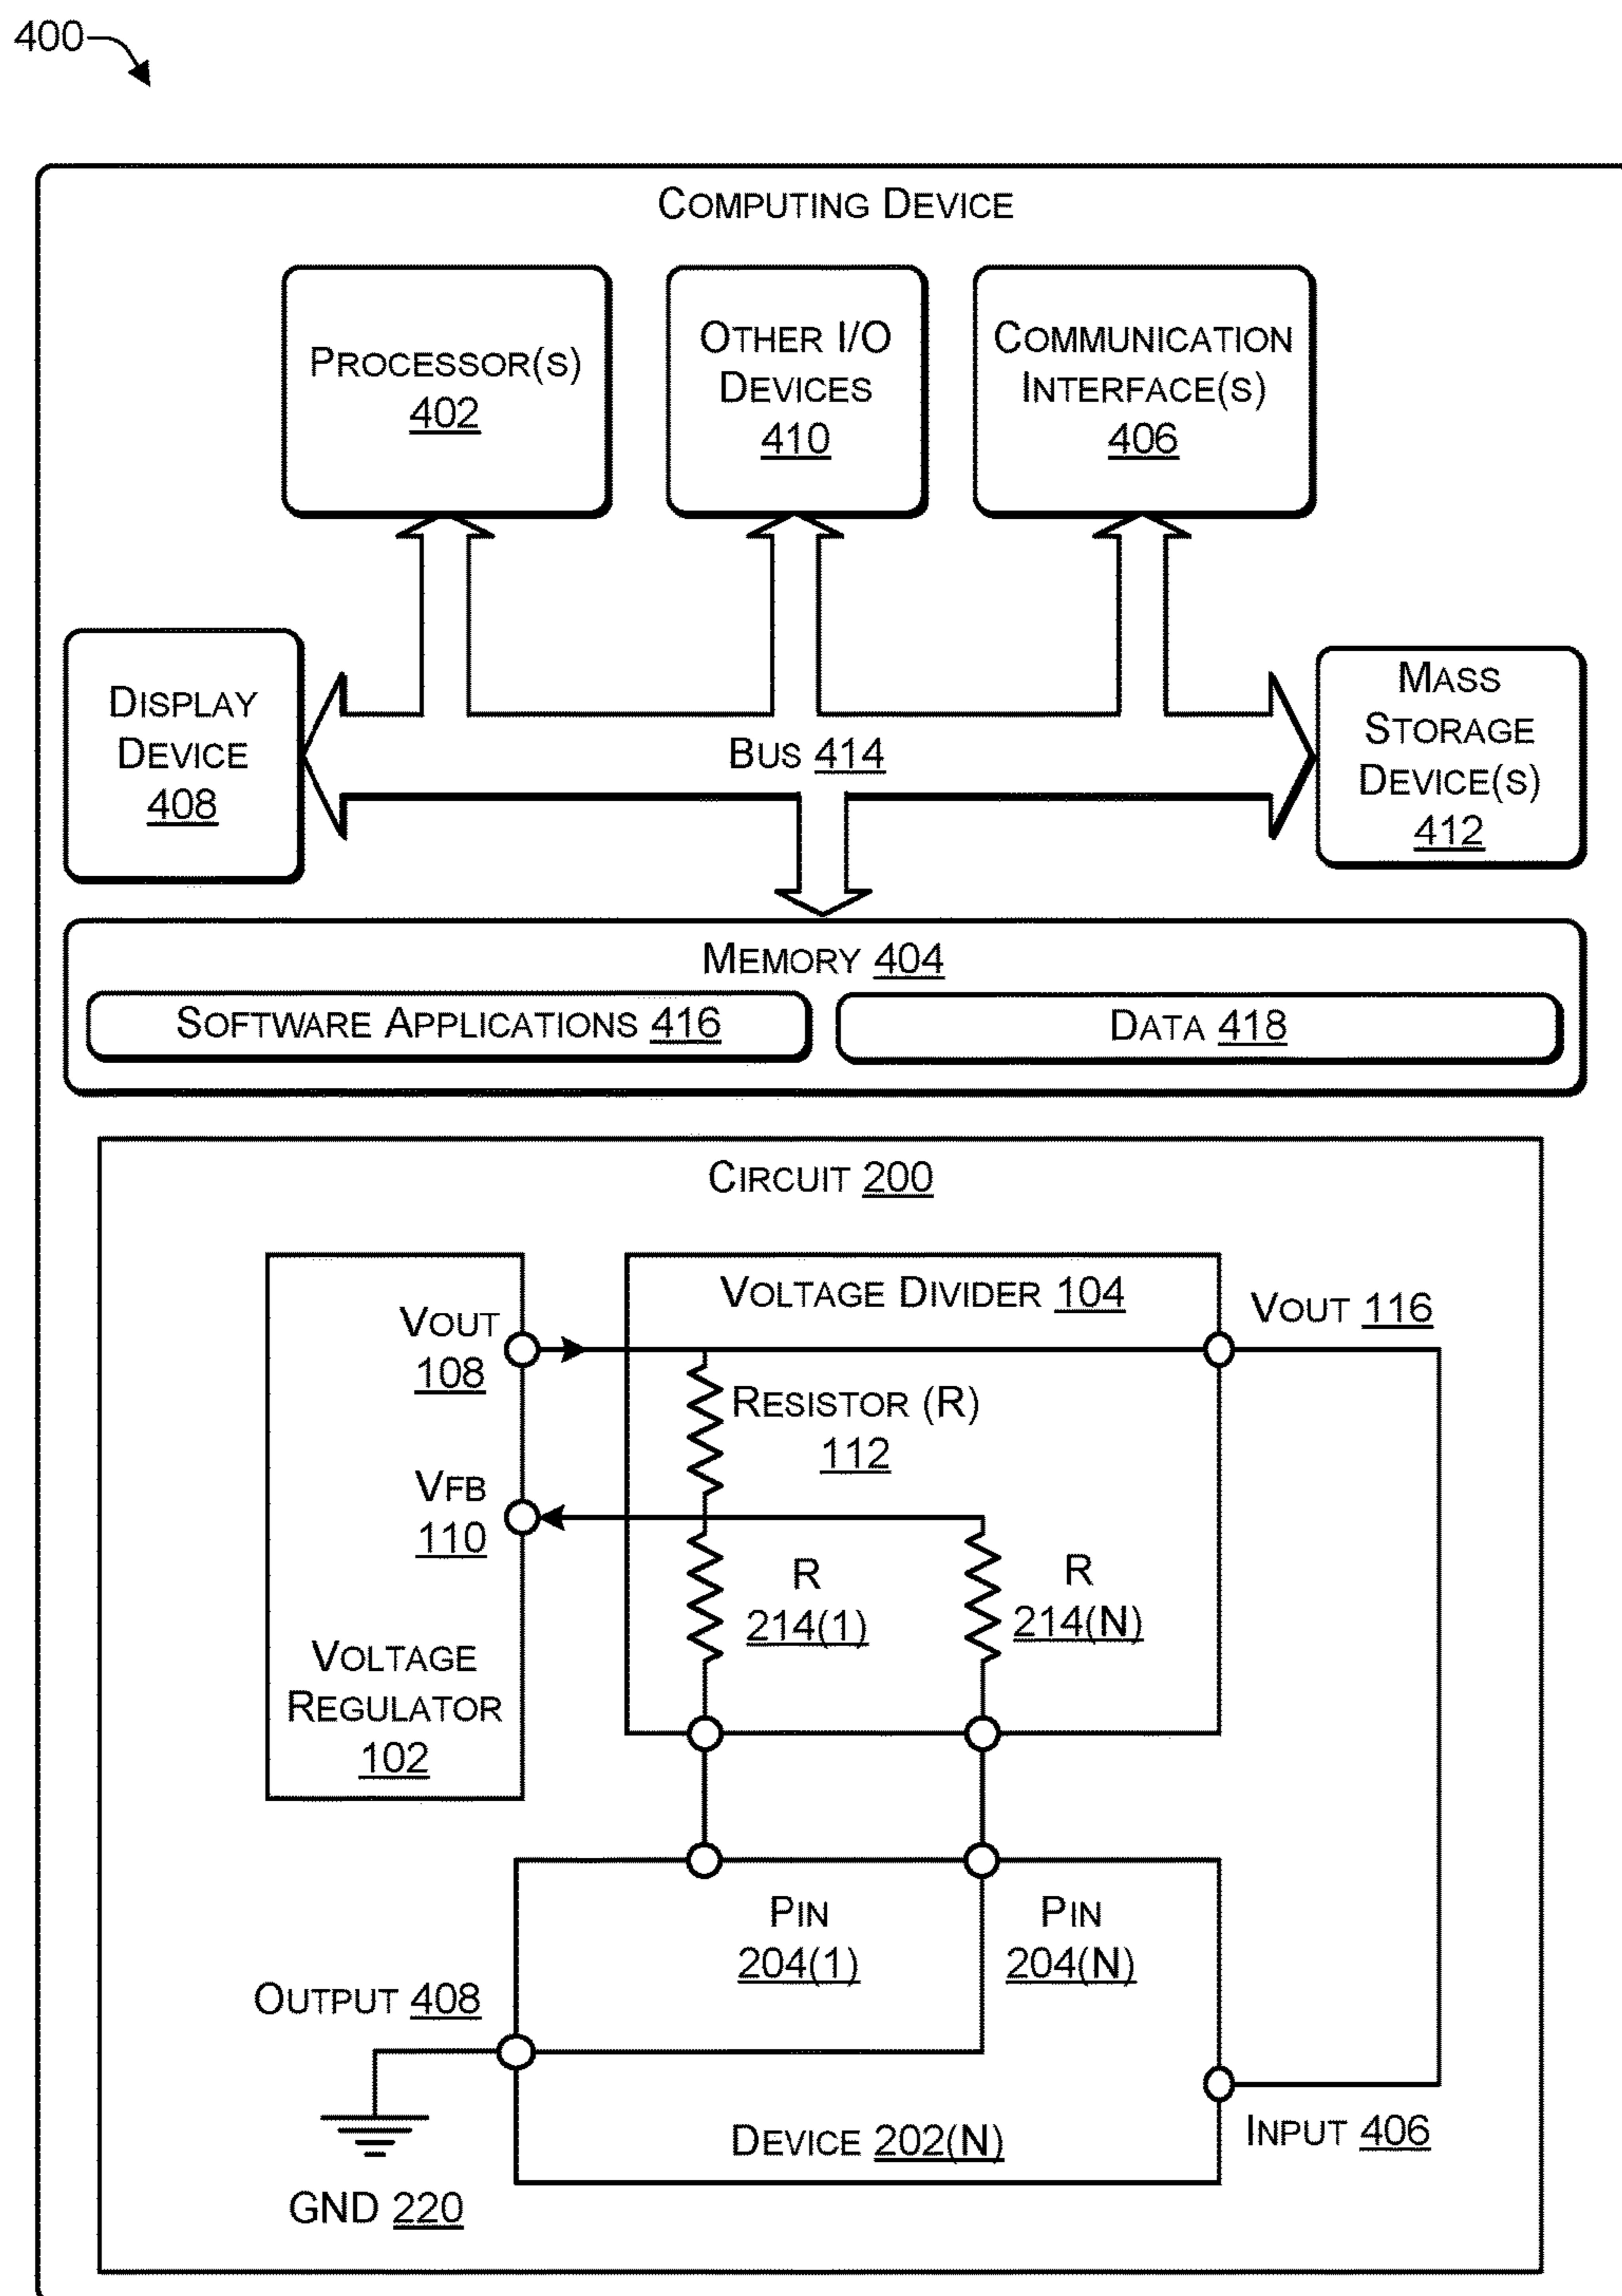 400
COMPUTING DEVICE
PROCESSOR(S)
402
OTHER I/O
DEVICES
410
COMMUNICATION
INTERFACE(S)
406
DISPLAY
DEVICE
408
BUS 414
MASS
STORAGE
DEVICE(S)
412
MEMORY 404
SOFTWARE APPLICATIONS 416
DATA 418
CIRCUIT 200
VOUT
108
VFB
110
VOLTAGE
REGULATOR
102
VOLTAGE DIVIDER 104
RESISTOR (R)
112
R
214(1)
R
214(N)
VOUT 116
PIN
204(1)
PIN
204(N)
OUTPUT 408
DEVICE 202(N)
INPUT 406
GND 220